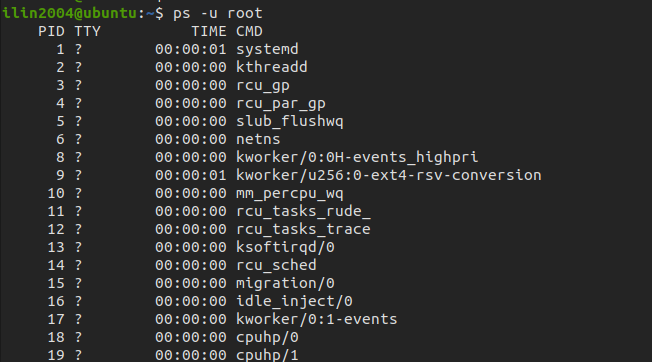 ilin2004@ubuntu:~$ ps -u root
PID TTY TIME CMD
1 ? 00:00:01 systemd
2 ? 00:00:00 kthreadd
3 ? 00:00:00 rcu_gp
4 ? 00:00:00 rcu_par_gp
5 ? 00:00:00 slub_flushwq
6 ? 00:00:00 netns
8 ? 00:00:00 kworker/0:0H-events_highpri
9 ? 00:00:01 kworker/u256:0-ext4-rsv-conversion
10 ? 00:00:00 mm_percpu_wq
11 ? 00:00:00 rcu_tasks_rude_
12 ? 00:00:00 rcu_tasks_trace
13 ? 00:00:00 ksoftirqd/0
14 ? 00:00:00 rcu_sched
15 ? 00:00:00 migration/0
16 ? 00:00:00 idle_inject/0
17 ? 00:00:00 kworker/0:1-events
18 ? 00:00:00 cpuhp/0
19 ? 00:00:00 cpuhp/1